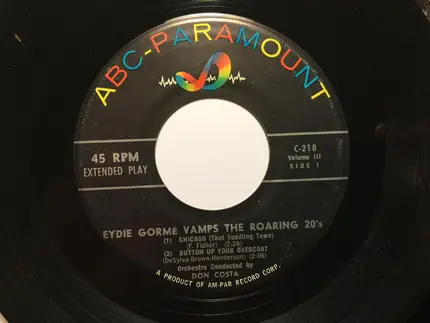 ABC-PARAMOUNT
45 RPM
EXTENDED PLAY
C-218
Volume III
SIDE 1
EYDIE GORMÉ VAMPS THE ROARING 20's
(1) CHICAGO (That Toddling Town)
(F. Fisher) (2:26)
(2) BUTTON UP YOUR OVERCOAT
(DeSylva-Brown-Henderson) (2:06)
Orchestra Conducted by
DON COSTA
A PRODUCT OF AM-PAR RECORD CORP.